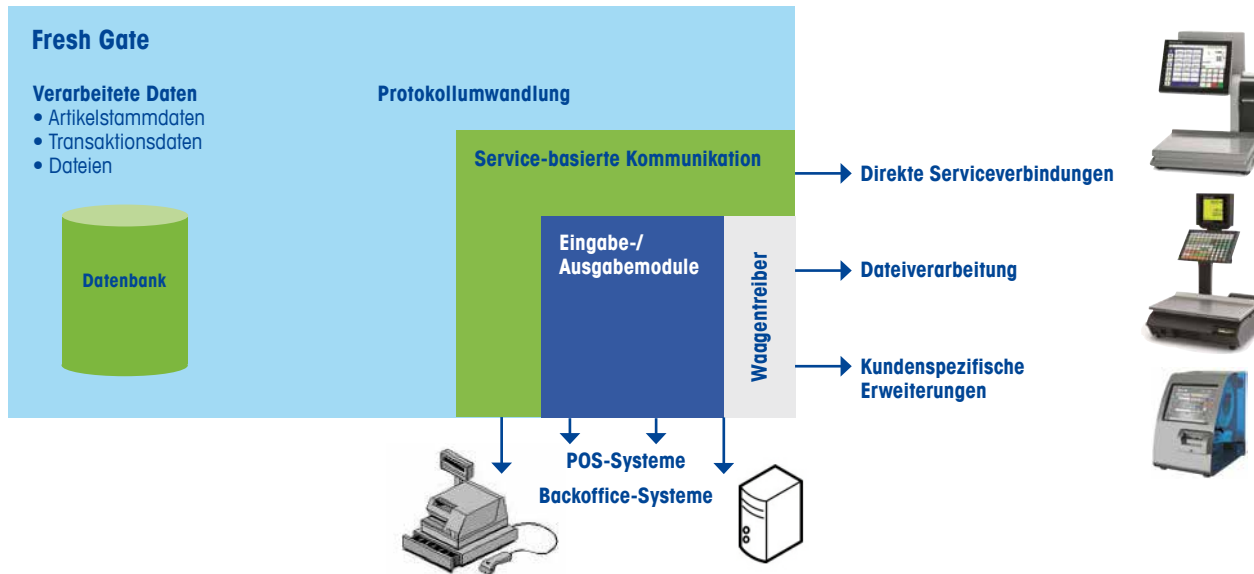 Fresh Gate
Verarbeitete Daten
• Artikelstammdaten
• Transaktionsdaten
• Dateien
Datenbank
Protokollumwandlung
Service-basierte Kommunikation
Eingabe-/
Ausgabemodule
Waagentreiber
Direkte Serviceverbindungen
Dateiverarbeitung
Kundenspezifische
Erweiterungen
POS-Systeme
Backoffice-Systeme